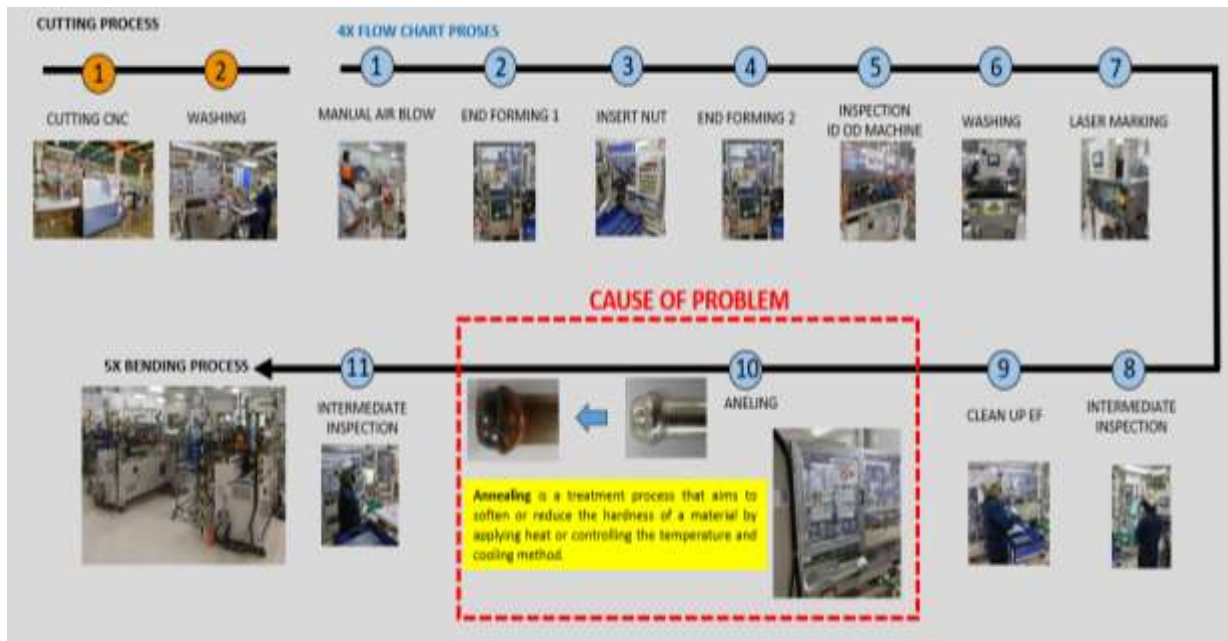 CUTTING PROCESS
4X FLOW CHART PROSES
1
2
1
2
3
4
5
6
7
CUTTING CNC
WASHING
MANUAL AIR BLOW
END FORMING 1
INSERT NUT
END FORMING 2
INSPECTION
ID OD MACHINE
WASHING
LASER MARKING
CAUSE OF PROBLEM
5X BENDING PROCESS
11
10
9
8
INTERMEDIATE
INSPECTION
ANELING
CLEAN UP EF
INTERMEDIATE
INSPECTION
Annealing is a treatment process that aims to
soften or reduce the hardness of a material by
applying heat or controlling the temperature and
cooling method.